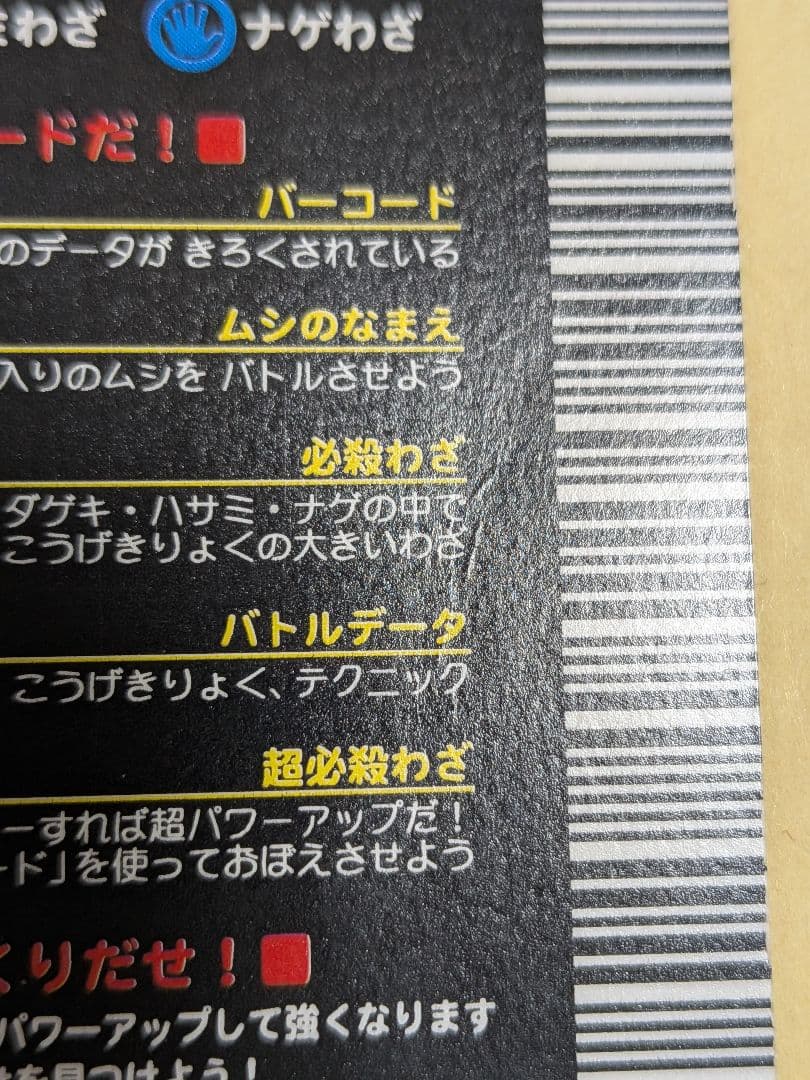 わざ ナゲわざ
ードだ！■
バーコード
のデータが きろくされている
ムシのなまえ
入りのムシを バトルさせよう
必殺わざ
ダゲキ・ハサミ・ナゲの中で
こうげきりょくの大きいわざ
バトルデータ
こうげきりょく、テクニック
超必殺わざ
ーすれば超パワーアップだ！
ード」を使っておぼえさせよう
くりだせ！■
パワーアップして強くなります
を見つけよう！